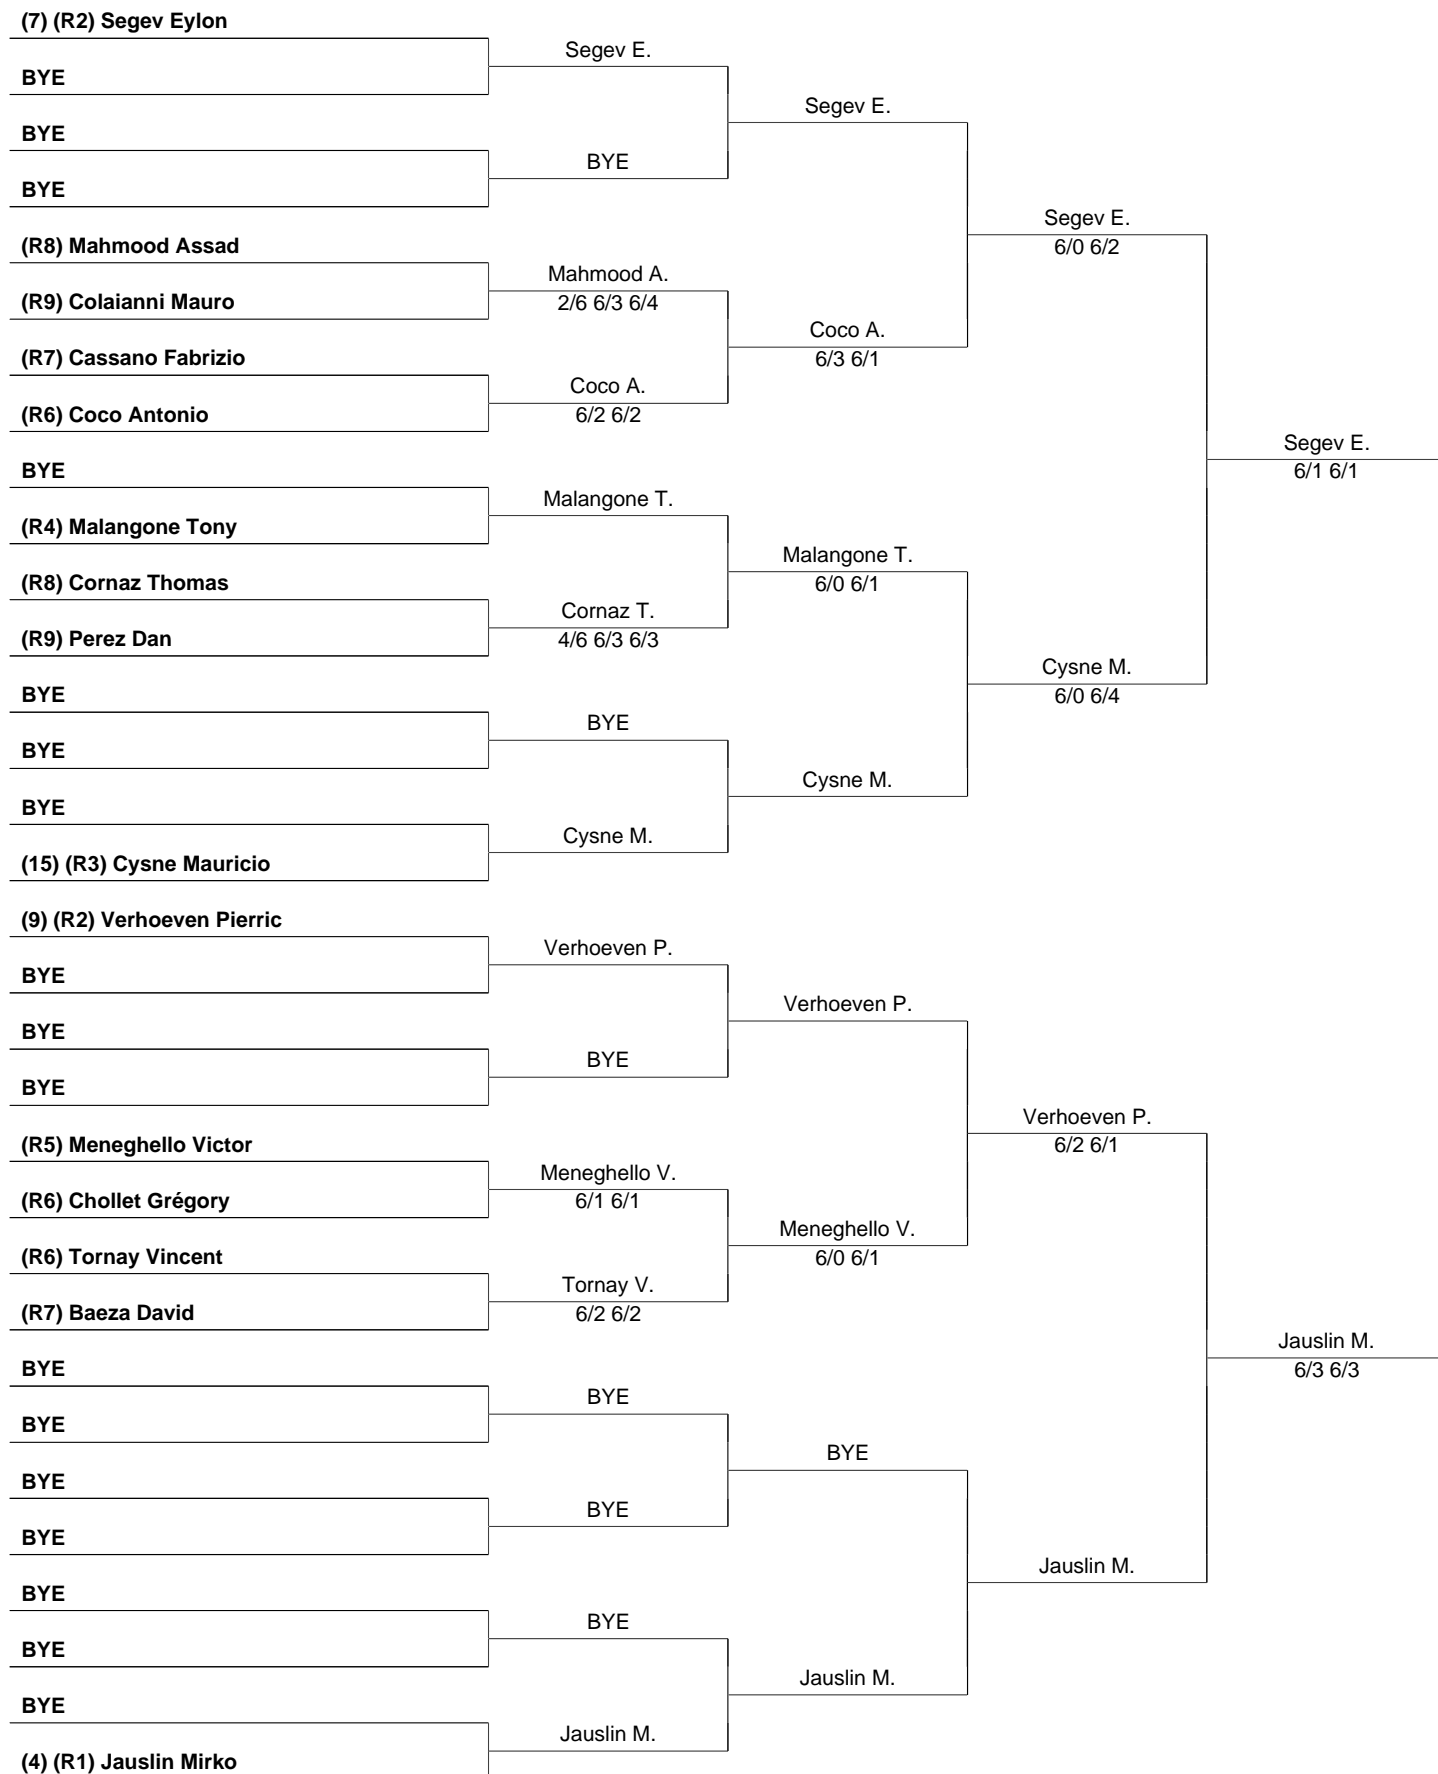 (7) (R2) Segev Eylon
Segev E.
BYE
Segev E.
BYE
BYE
BYE
Segev E.
6/0 6/2
(R8) Mahmood Assad
Mahmood A.
2/6 6/3 6/4
(R9) Colaianni Mauro
Coco A.
6/3 6/1
(R7) Cassano Fabrizio
Coco A.
6/2 6/2
(R6) Coco Antonio
Segev E.
6/1 6/1
BYE
Malangone T.
(R4) Malangone Tony
Malangone T.
6/0 6/1
(R8) Cornaz Thomas
Cornaz T.
4/6 6/3 6/3
(R9) Perez Dan
Cysne M.
6/0 6/4
BYE
BYE
BYE
Cysne M.
BYE
Cysne M.
(15) (R3) Cysne Mauricio
(9) (R2) Verhoeven Pierric
Verhoeven P.
BYE
Verhoeven P.
BYE
BYE
BYE
Verhoeven P.
6/2 6/1
(R5) Meneghello Victor
Meneghello V.
6/1 6/1
(R6) Chollet Grégory
Meneghello V.
6/0 6/1
(R6) Tornay Vincent
Tornay V.
6/2 6/2
(R7) Baeza David
Jauslin M.
6/3 6/3
BYE
BYE
BYE
BYE
BYE
BYE
BYE
Jauslin M.
BYE
BYE
BYE
Jauslin M.
BYE
Jauslin M.
(4) (R1) Jauslin Mirko